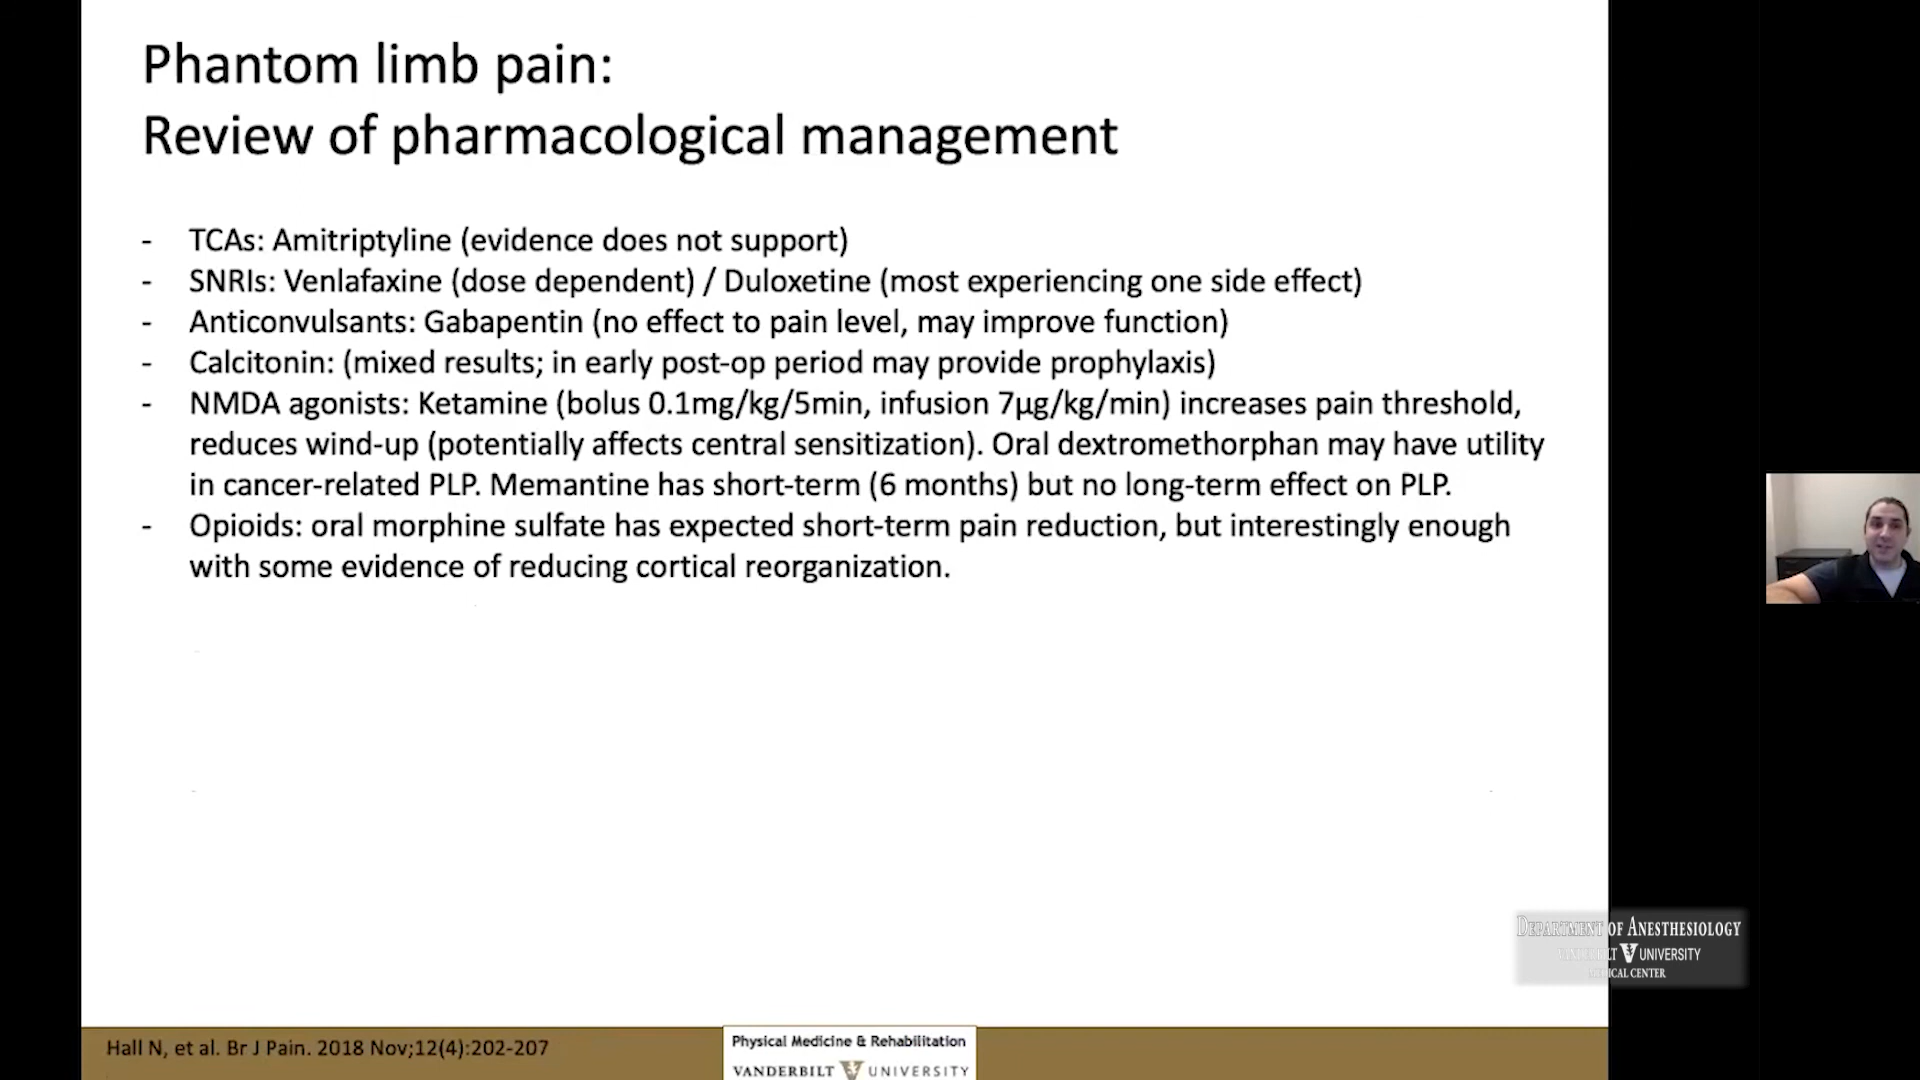 Phantom limb pain:
Review of pharmacological management
- TCAs: Amitriptyline (evidence does not support)
- SNRIs: Venlafaxine (dose dependent) / Duloxetine (most experiencing one side effect)
- Anticonvulsants: Gabapentin (no effect to pain level, may improve function)
- Calcitonin: (mixed results; in early post-op period may provide prophylaxis)
- NMDA agonists: Ketamine (bolus 0.1mg/kg/5min, infusion 7µg/kg/min) increases pain threshold,
reduces wind-up (potentially affects central sensitization). Oral dextromethorphan may have utility
in cancer-related PLP. Memantine has short-term (6 months) but no long-term effect on PLP.
- Opioids: oral morphine sulfate has expected short-term pain reduction, but interestingly enough
with some evidence of reducing cortical reorganization.
DEPARTMENT OF ANESTHESIOLOGY
VANDERBILT UNIVERSITY
MEDICAL CENTER
Hall N, et al. Br J Pain. 2018 Nov;12(4):202-207
Physical Medicine & Rehabilitation
VANDERBILT UNIVERSITY